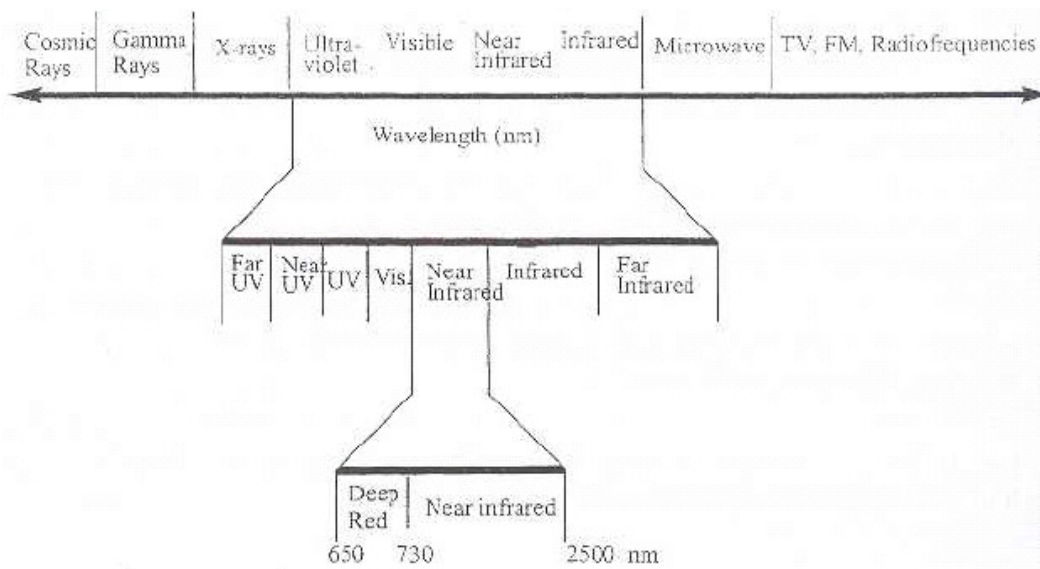 Cosmic Rays
Gamma Rays
X-rays
Ultra-violet
Visible
Near Infrared
Infrared
Microwave
TV, FM, Radiofrequencies
Wavelength (nm)
Far UV
Near UV
UV
Vis.
Near Infrared
Infrared
Far Infrared
Deep Red
Near infrared
650
730
2500 nm